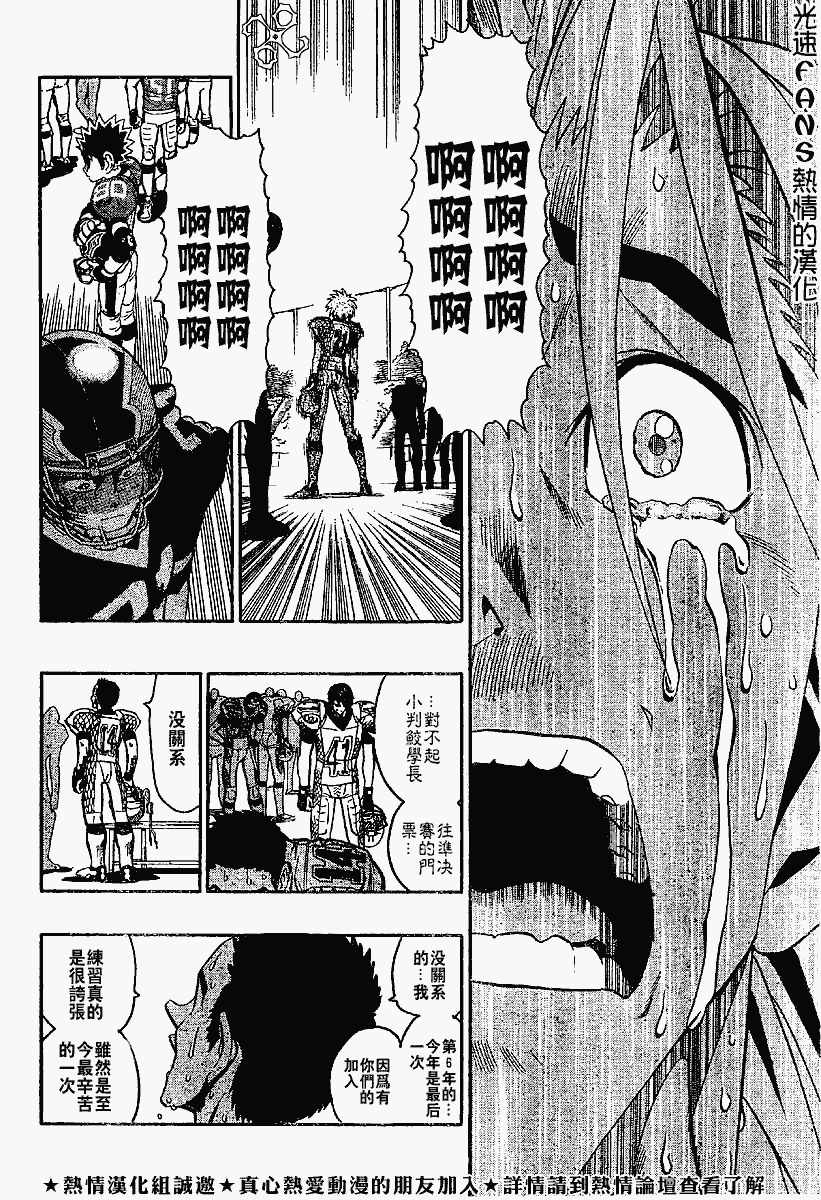 光速FANS熱情的漢化
啊啊啊啊
啊啊啊啊
啊啊啊啊
啊啊啊啊
…對不起
小判鮫學長
往準决
賽的門
票…
没關系
没關系
的…我
第6年的…
今年是最后
一次
因爲有
你們的
加入
練習真的
是很誇張
雖然是至
今最辛苦
的一次
★熱情漢化組誠邀★真心熱愛動漫的朋友加入★詳情請到熱情論壇查看了解